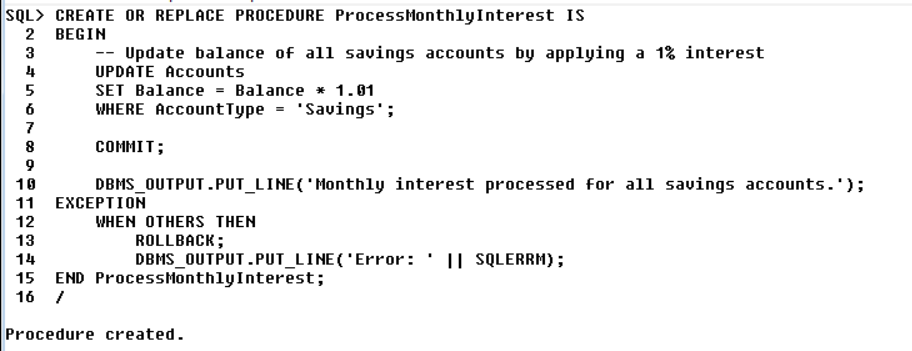 SQL> CREATE OR REPLACE PROCEDURE ProcessMonthlyInterest IS
  2  BEGIN
  3      -- Update balance of all savings accounts by applying a 1% interest
  4      UPDATE Accounts
  5      SET Balance = Balance * 1.01
  6      WHERE AccountType = 'Savings';
  7
  8      COMMIT;
  9
 10      DBMS_OUTPUT.PUT_LINE('Monthly interest processed for all savings accounts.');
 11  EXCEPTION
 12      WHEN OTHERS THEN
 13          ROLLBACK;
 14          DBMS_OUTPUT.PUT_LINE('Error: ' || SQLERRM);
 15  END ProcessMonthlyInterest;
 16  /
Procedure created.